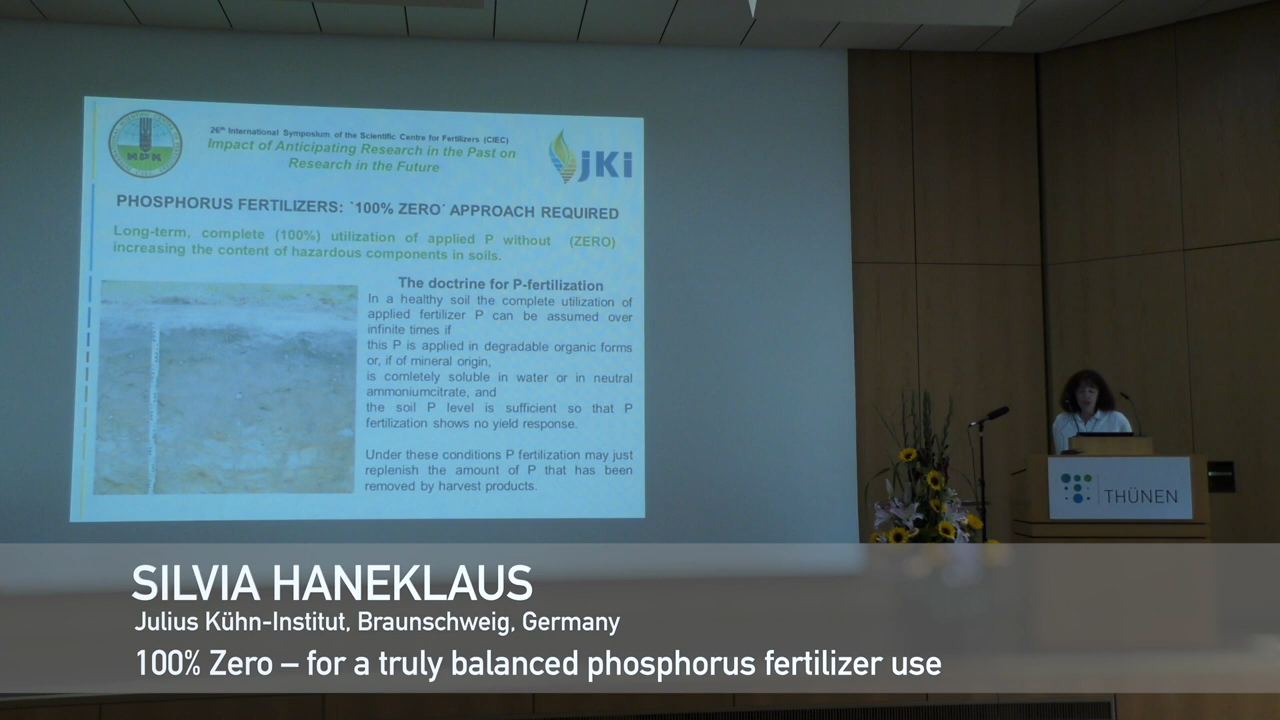 26th International Symposium of the Scientific Centre for Fertilizers (CIEC)
Impact of Anticipating Research in the Past on
Research in the Future
jKi
PHOSPHORUS FERTILIZERS: `100% ZERO´ APPROACH REQUIRED
Long-term, complete (100%) utilization of applied P without (ZERO)
increasing the content of hazardous components in soils.
The doctrine for P-fertilization
In a healthy soil the complete utilization of
applied fertilizer P can be assumed over
infinite times if
this P is applied in degradable organic forms
or, if of mineral origin,
is comletely soluble in water or in neutral
ammoniumcitrate, and
the soil P level is sufficient so that P
fertilization shows no yield response.
Under these conditions P fertilization may just
replenish the amount of P that has been
removed by harvest products.
THÜNEN
SILVIA HANEKLAUS
Julius Kühn-Institut, Braunschweig, Germany
100% Zero – for a truly balanced phosphorus fertilizer use